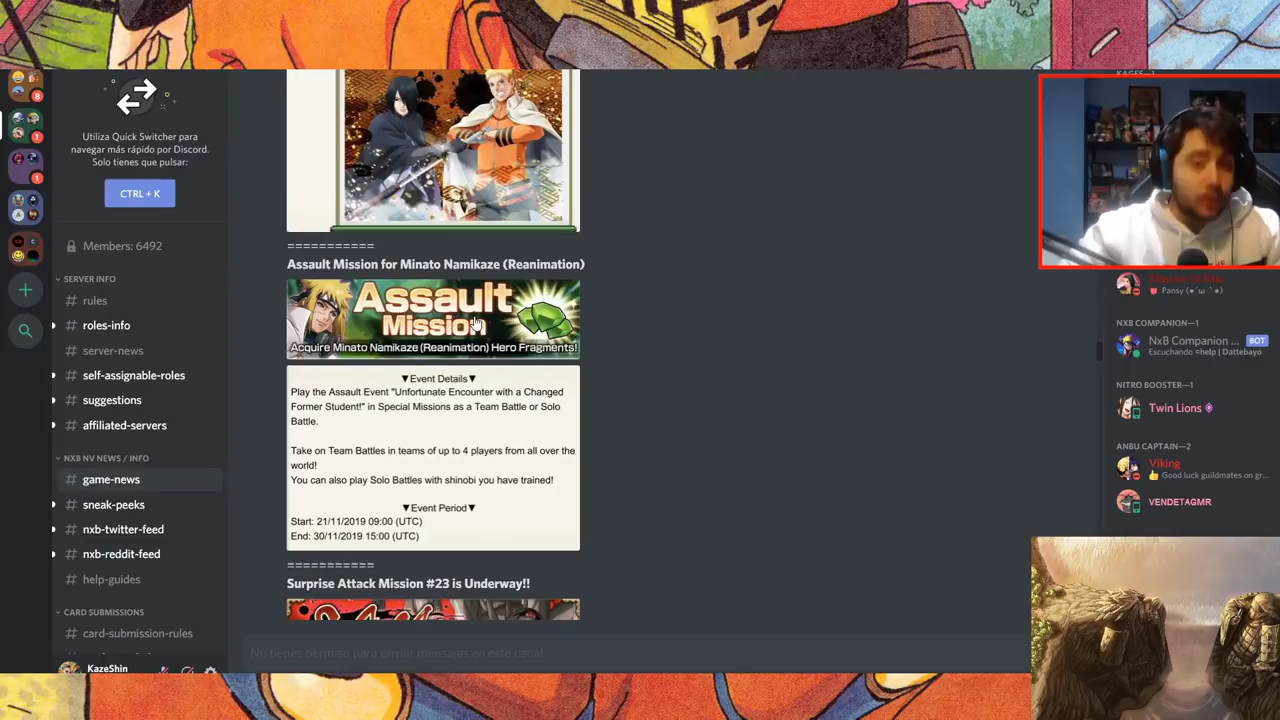 Utiliza Quick Switcher para
navegar más rápido por Discord.
Solo tienes que pulsar:
CTRL + K
Members: 6492
SERVER INFO
# rules
# roles-info
# server-news
# self-assignable-roles
# suggestions
# affiliated-servers
NXB NV NEWS / INFO
# game-news
# sneak-peeks
# nxb-twitter-feed
# nxb-reddit-feed
# help-guides
CARD SUBMISSIONS
# card-submission-rules
KazeShin
8
1
1
===========
Assault Mission for Minato Namikaze (Reanimation)
Assault
Mission
Acquire Minato Namikaze (Reanimation) Hero Fragments!
▼Event Details▼
Play the Assault Event "Unfortunate Encounter with a Changed
Former Student!" in Special Missions as a Team Battle or Solo
Battle.
Take on Team Battles in teams of up to 4 players from all over the
world!
You can also play Solo Battles with shinobi you have trained!
▼Event Period▼
Start: 21/11/2019 09:00 (UTC)
End: 30/11/2019 15:00 (UTC)
===========
Surprise Attack Mission #23 is Underway!!
No tienes permiso para enviar mensajes en este canal.
KAGES—1
Pansy (●´ω｀●)
NXB COMPANION—1
NxB Companion ... BOT
Escuchando =help | Dattebayo
NITRO BOOSTER—1
Twin Lions
ANBU CAPTAIN—2
Viking
Good luck guildmates on gr...
VENDETAGMR